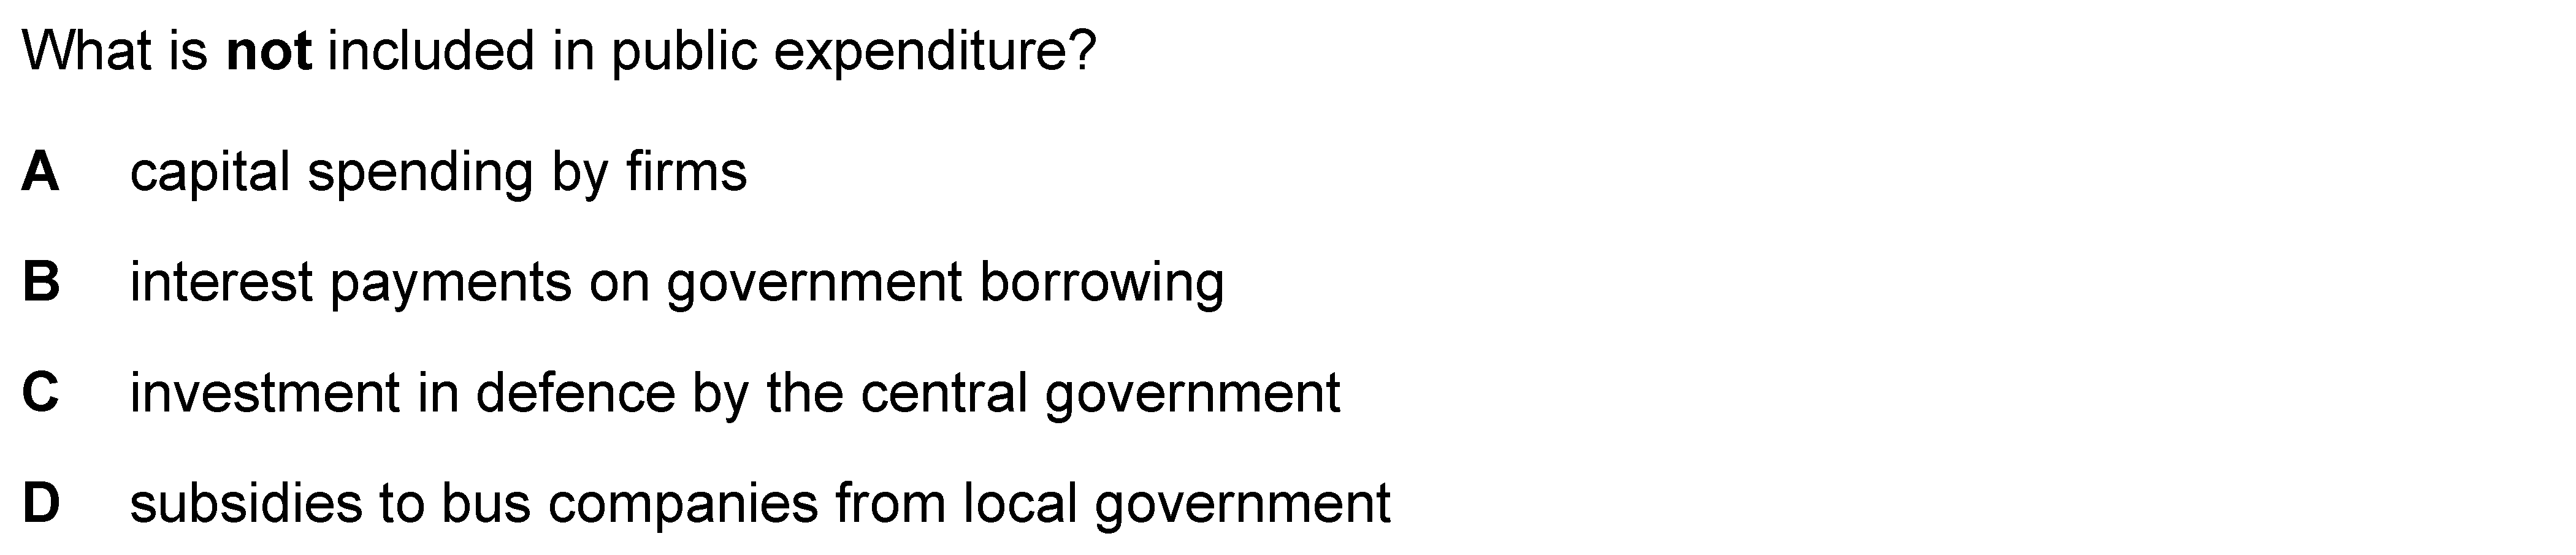 What is not included in public expenditure?
A capital spending by firms
B interest payments on government borrowing
C investment in defence by the central government
D subsidies to bus companies from local government